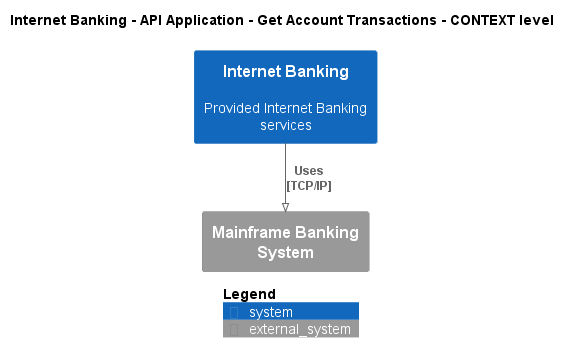 Internet Banking - API Application - Get Account Transactions - CONTEXT level
Internet Banking
Provided Internet Banking
services
Uses
[TCP/IP]
Mainframe Banking
System
Legend
system
external_system